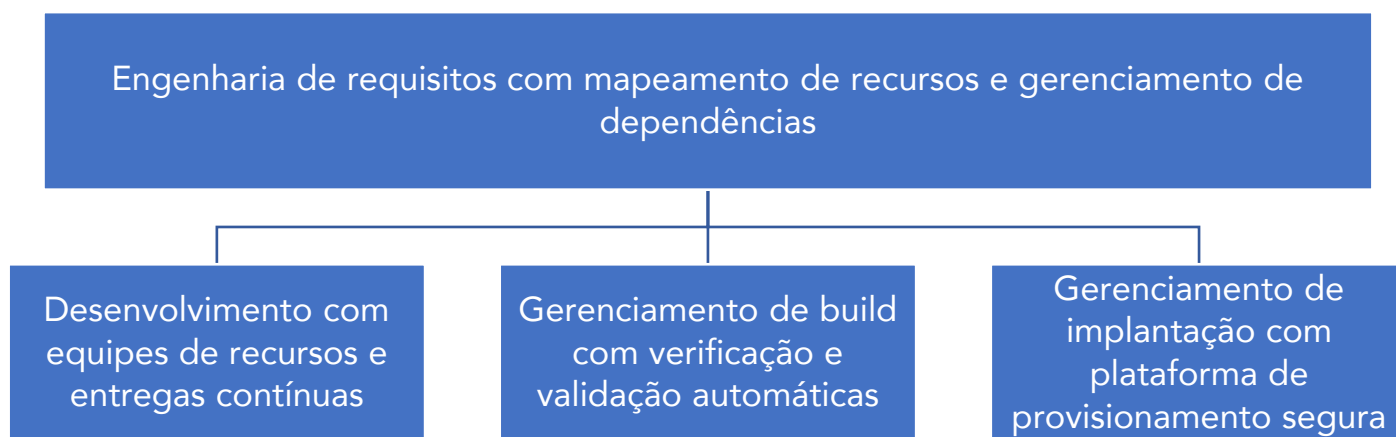 Engenharia de requisitos com mapeamento de recursos e gerenciamento de
dependências
Desenvolvimento com
equipes de recursos e
entregas contínuas
Gerenciamento de build
com verificação e
validação automáticas
Gerenciamento de
implantação com
plataforma de
provisionamento segura